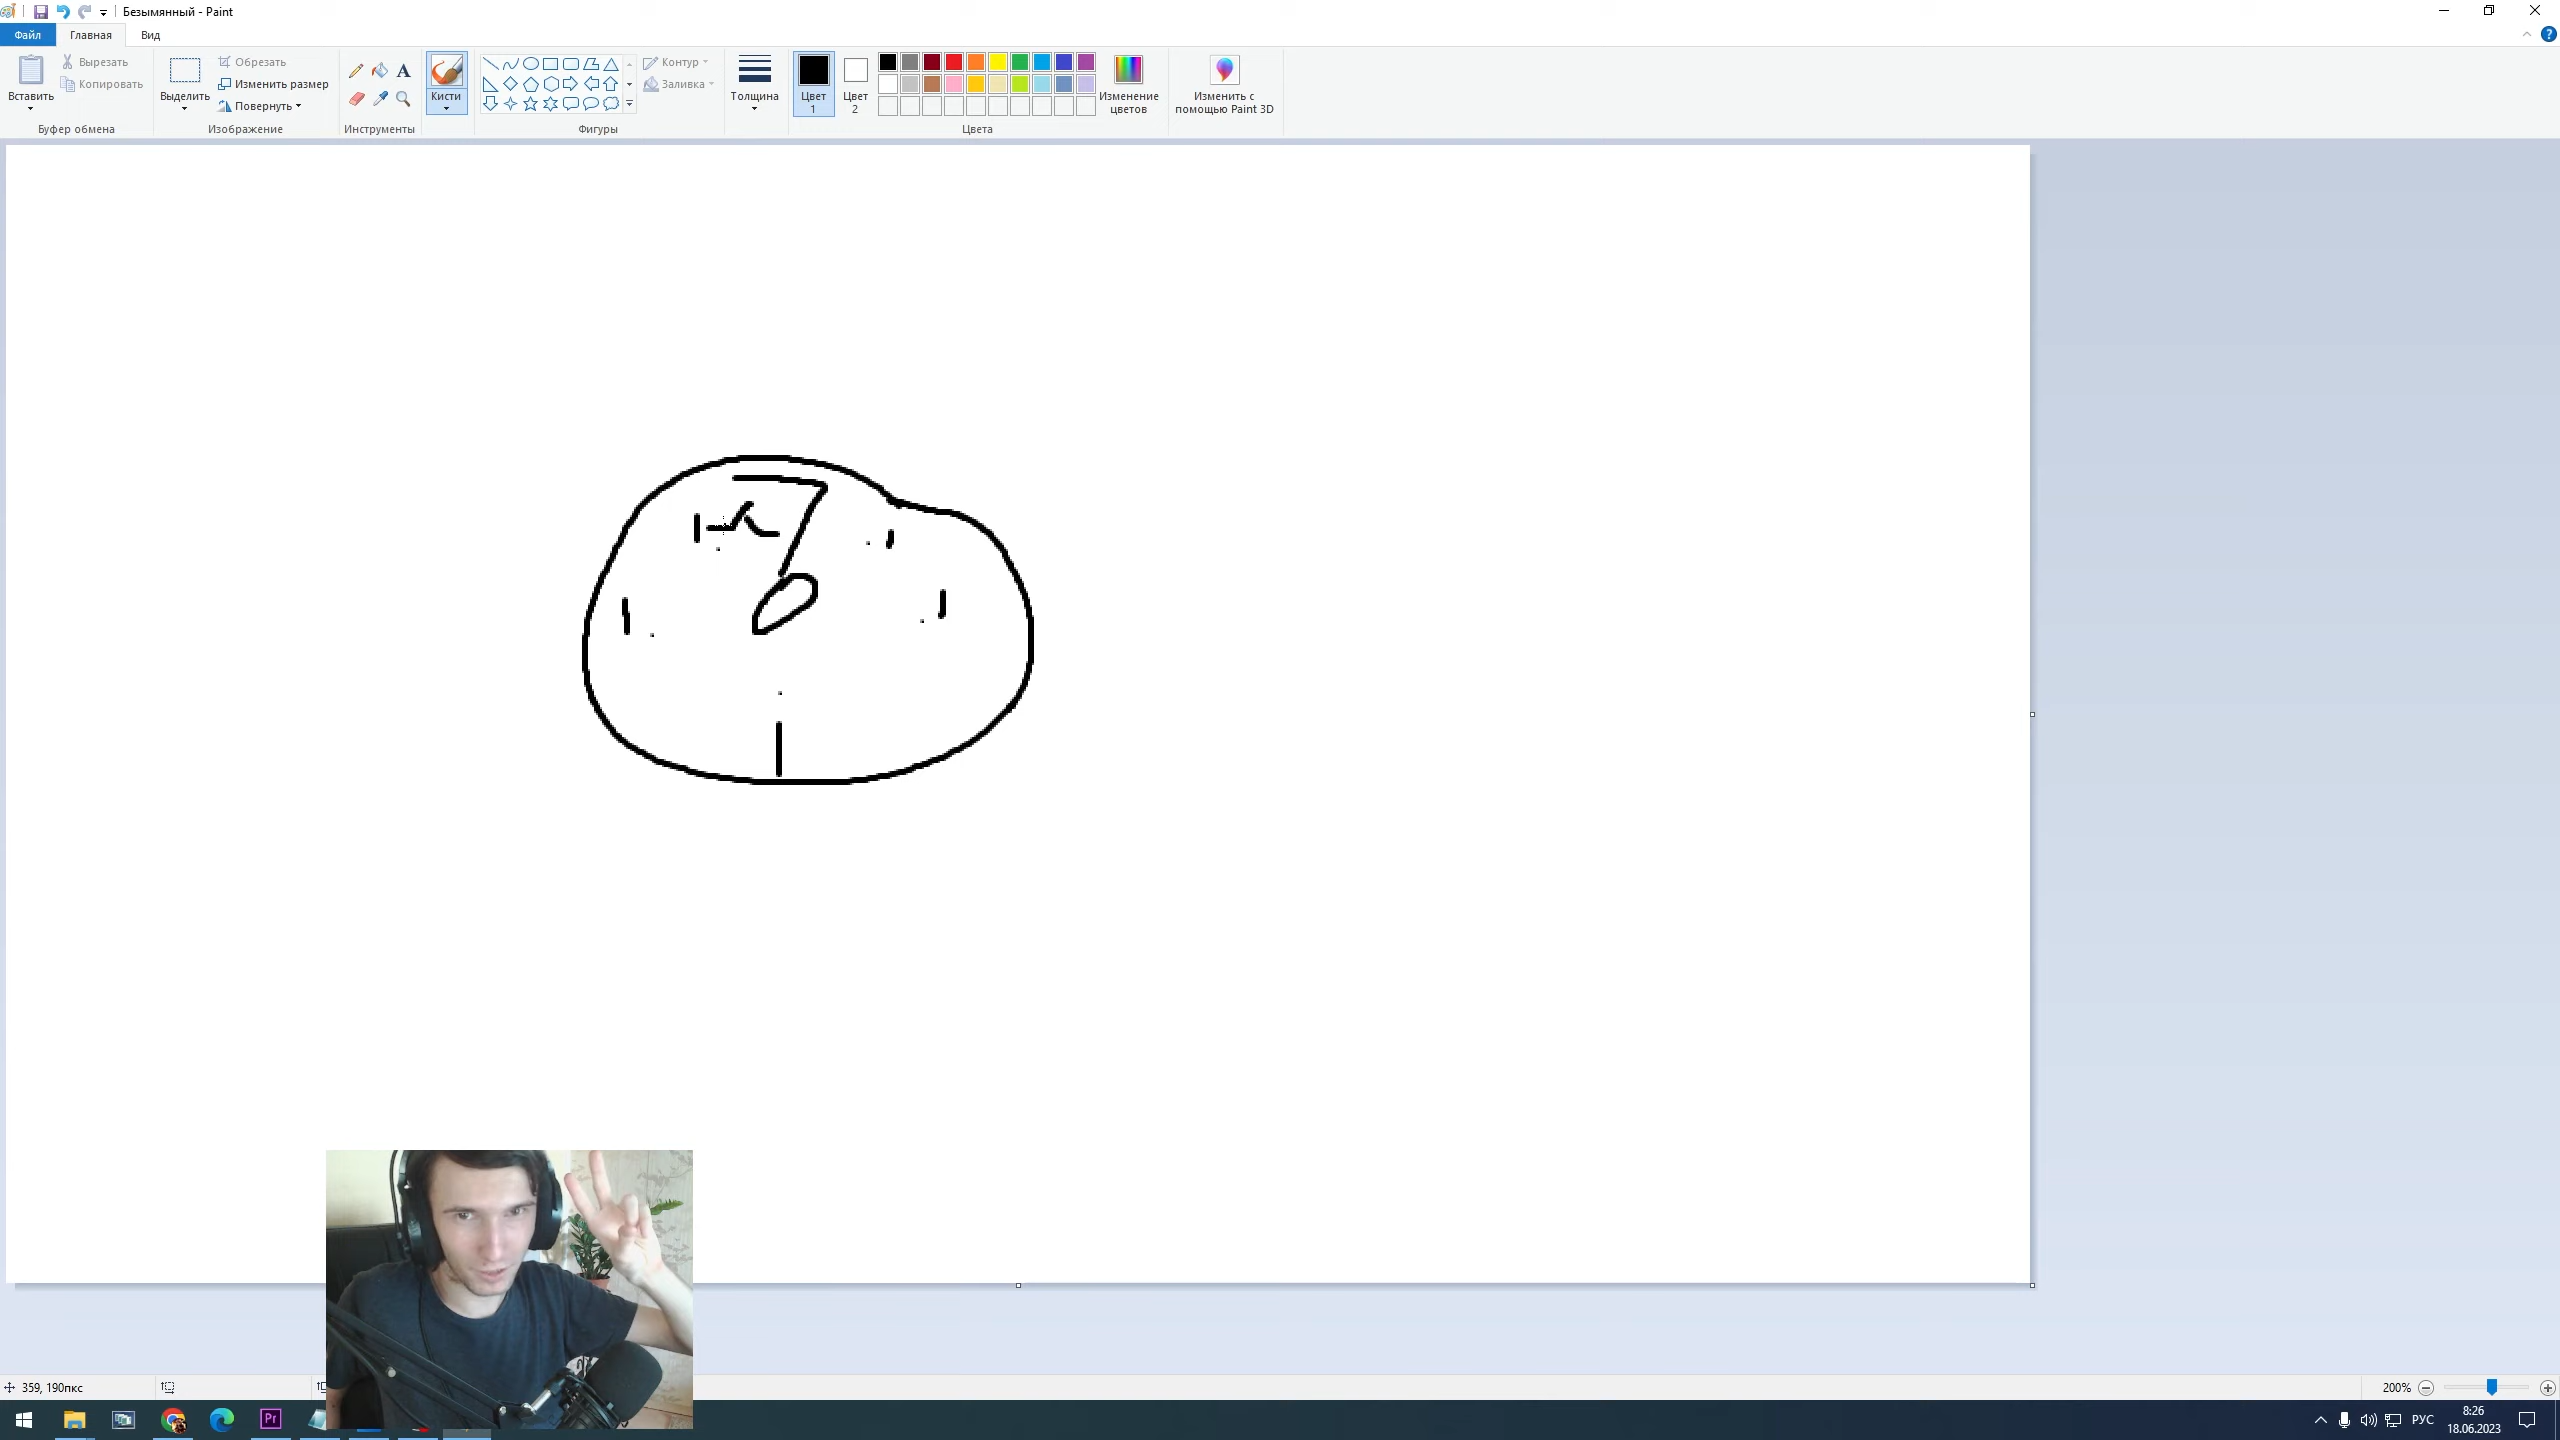 Безымянный - Paint
Файл
Главная
Вид
Вставить
Вырезать
Копировать
Буфер обмена
Выделить
Обрезать
Изменить размер
Повернуть
Изображение
Инструменты
Кисти
Фигуры
Контур
Заливка
Толщина
Цвет
1
Цвет
2
Цвета
Изменение
цветов
Изменить с
помощью Paint 3D
359, 190пкс
200%
Pr
РУС
8:26
18.06.2023